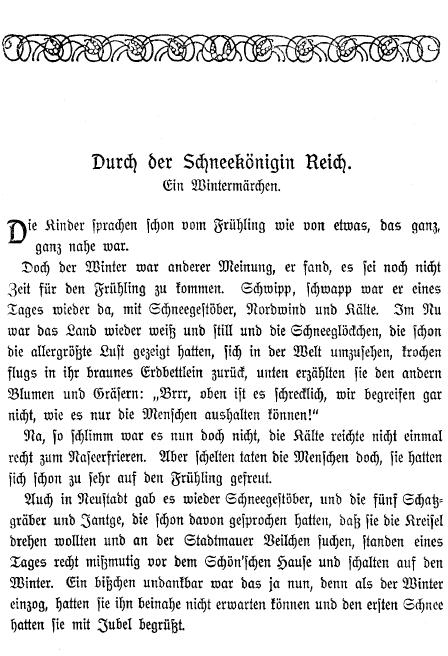 Durch der Schneekönigin Reich.
Ein Wintermärchen.
Die Kinder sprachen schon vom Frühling wie von etwas, das ganz,
ganz nahe war.
Doch der Winter war anderer Meinung, er fand, es sei noch nicht
Zeit für den Frühling zu kommen. Schwipp, schwapp war er eines
Tages wieder da, mit Schneegestöber, Nordwind und Kälte. Im Nu
war das Land wieder weiß und still und die Schneeglöckchen, die schon
die allergrößte Lust gezeigt hatten, sich in der Welt umzusehen, krochen
flugs in ihr braunes Erdbettlein zurück, unten erzählten sie den andern
Blumen und Gräsern: „Brrr, oben ist es schrecklich, wir begreifen gar
nicht, wie es nur die Menschen aushalten können!“
Na, so schlimm war es nun doch nicht, die Kälte reichte nicht einmal
recht zum Naseerfrieren. Aber schelten taten die Menschen doch, sie hatten
sich schon zu sehr auf den Frühling gefreut.
Auch in Neustadt gab es wieder Schneegestöber, und die fünf Schatz-
gräber und Jantge, die schon davon gesprochen hatten, daß sie die Kreisel
drehen wollten und an der Stadtmauer Veilchen suchen, standen eines
Tages recht mißmutig vor dem Schön'schen Hause und schalten auf den
Winter. Ein bißchen undankbar war das ja nun, denn als der Winter
einzog, hatten sie ihn beinahe nicht erwarten können und den ersten Schnee
hatten sie mit Jubel begrüßt.